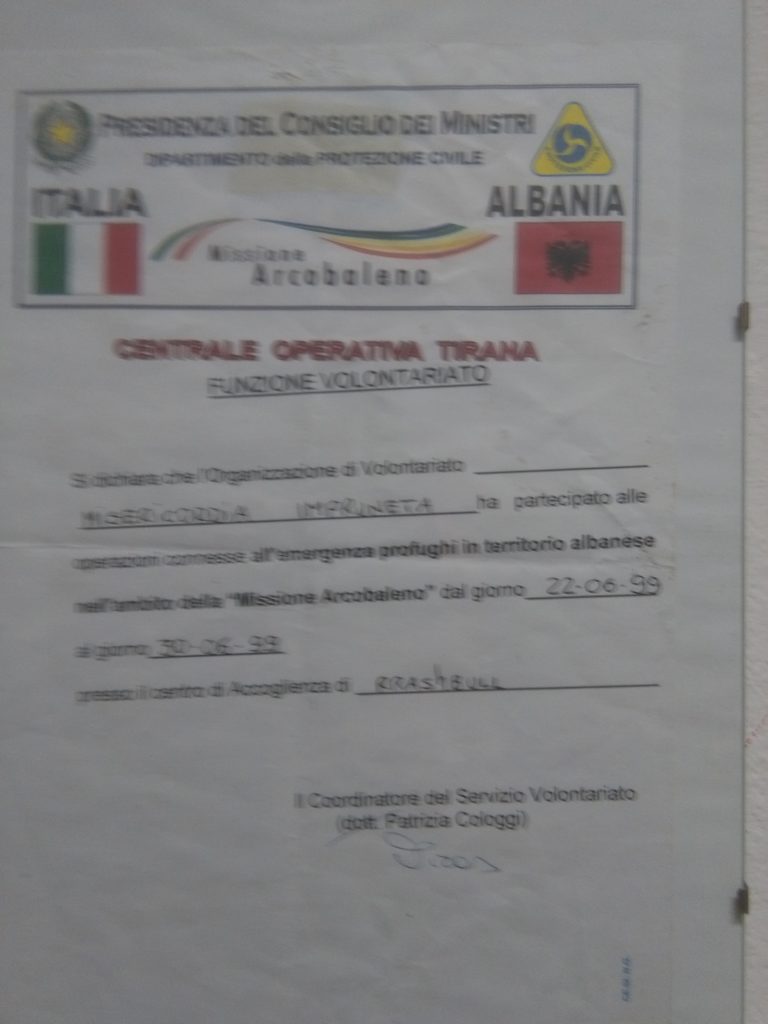 PRESIDENZA DEL CONSIGLIO DEI MINISTRI
DIPARTIMENTO della PROTEZIONE CIVILE
ITALIA
ALBANIA
Missione
Arcobaleno
CENTRALE OPERATIVA TIRANA
FUNZIONE VOLONTARIATO
Si dichiara che l'Organizzazione di Volontariato
MISERICORDIA IMPRUNETA ha partecipato alle
operazioni connesse all'emergenza profughi in territorio albanese
nell'ambito della "Missione Arcobaleno" dal giorno 22-06-99
al giorno 30-06-99
presso il centro di Accoglienza di RRASHBULL
Il Coordinatore del Servizio Volontariato
(dott. Patrizia Cologgi)